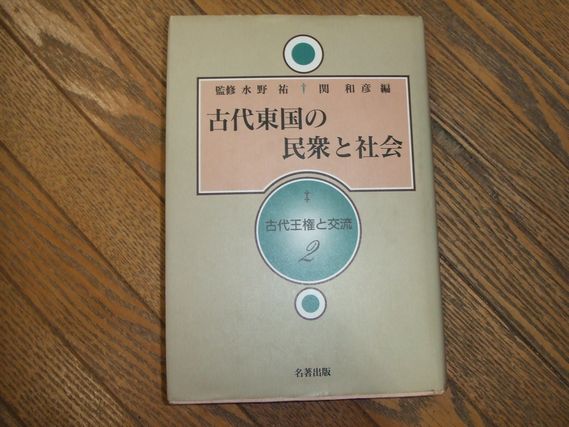 監修 水野 祐 関 和彦 編
古代東国の
民衆と社会
古代王権と交流
2
名著出版